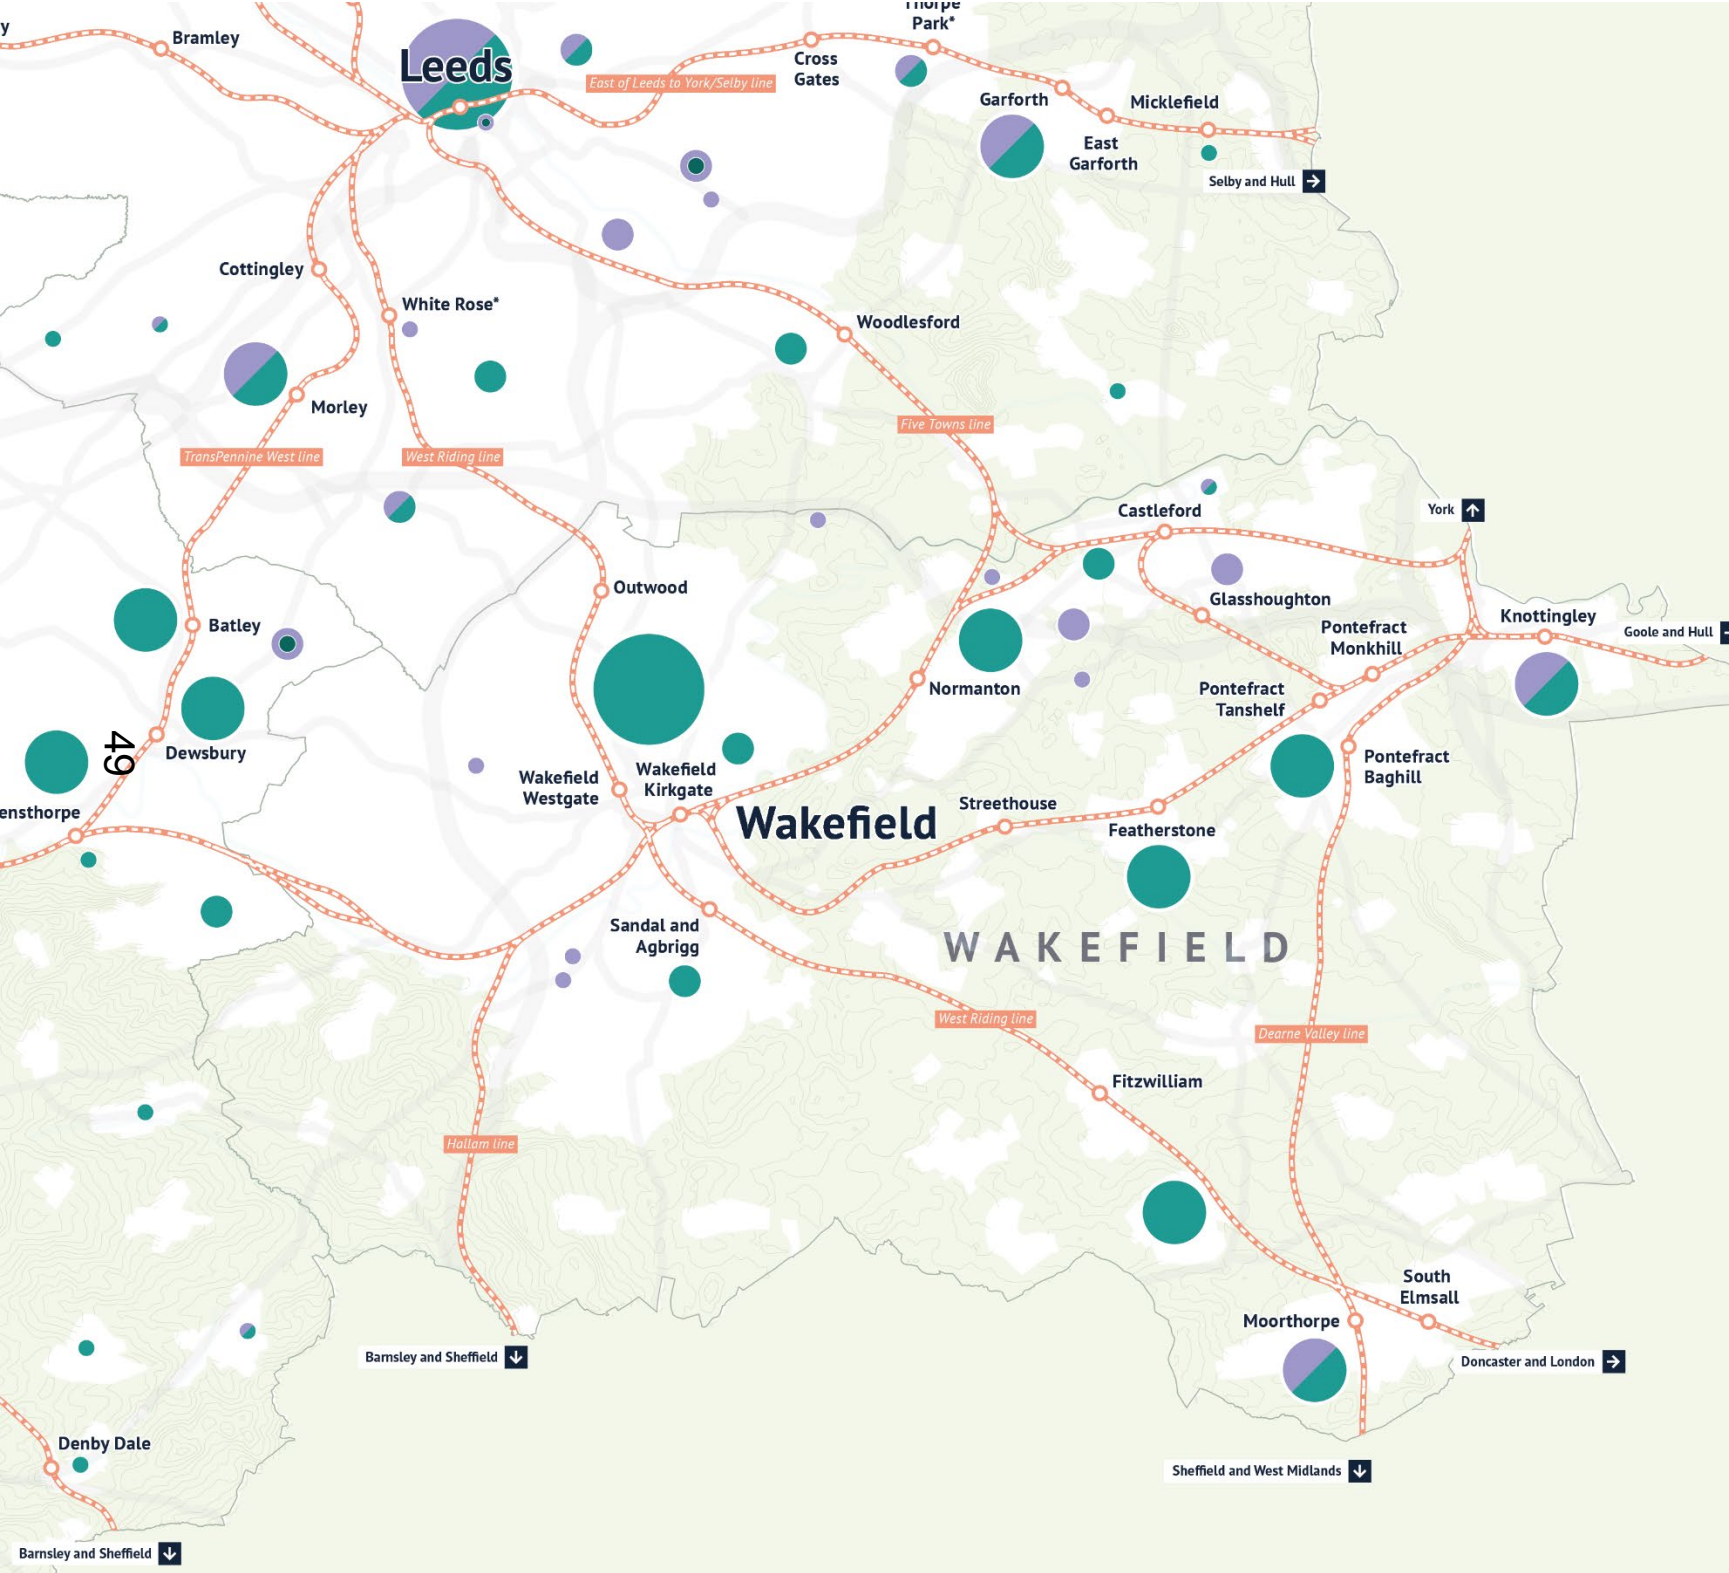 y
Bramley
Leeds
East of Leeds to York/Selby line
Cross
Gates
Thorpe
Park*
Garforth
Micklefield
East
Garforth
Selby and Hull
Cottingley
White Rose*
Woodlesford
Morley
TransPennine West line
West Riding line
Five Towns line
Castleford
York
Outwood
Glasshoughton
Knottingley
Batley
Pontefract
Monkhill
Goole and Hull
Normanton
Pontefract
Tanshelf
49
Dewsbury
Pontefract
Baghill
Wakefield
Westgate
Wakefield
Kirkgate
Wakefield
Streethouse
ensthorpe
Featherstone
Sandal and
Agbrigg
WAKEFIELD
West Riding line
Dearne Valley line
Fitzwilliam
Hallam line
South
Elmsall
Moorthorpe
Barnsley and Sheffield
Doncaster and London
Denby Dale
Sheffield and West Midlands
Barnsley and Sheffield